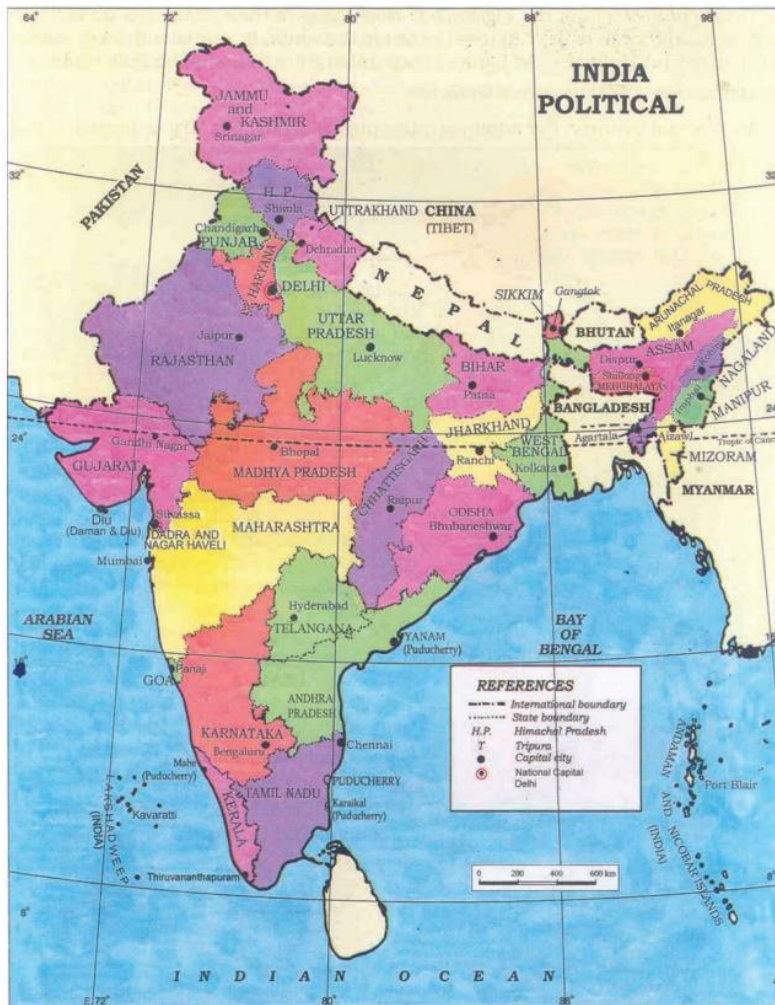 64
72
80
88
96
INDIA
POLITICAL
JAMMU
and
KASHMIR
Srinagar
32
32
PAKISTAN
H. P.
Shimla
UTTRAKHAND
CHINA
(TIBET)
Chandigarh
PUNJAB
D
Dehradun
HARYANA
DELHI
NEPAL
SIKKIM
Gangtok
ARUNACHAL PRADESH
Itanagar
BHUTAN
UTTAR
PRADESH
Jaipur
RAJASTHAN
Lucknow
BIHAR
Patna
Dispur
ASSAM
Shillong
MEHGHALAYA
Kohima
NAGALAND
Imphal
MANIPUR
BANGLADESH
24
24
JHARKHAND
Ranchi
WEST
BENGAL
Kolkata
Agartala
Aizawl
Tropic of Cancer
MIZORAM
MYANMAR
Gandhi Nagar
GUJARAT
Bhopal
MADHYA PRADESH
CHHATTISGARH
Raipur
ODISHA
Bhubaneshwar
Diu
(Daman & Diu)
Silvassa
DADRA AND
NAGAR HAVELI
MAHARASHTRA
Mumbai
Hyderabad
TELANGANA
YANAM
(Puducherry)
ARABIAN
SEA
BAY
OF
BENGAL
GOA
Panaji
ANDHRA
PRADESH
KARNATAKA
Bengaluru
Chennai
REFERENCES
International boundary
State boundary
H.P. Himachal Pradesh
T Tripura
Capital city
National Capital
Delhi
Mahe
(Puducherry)
PUDUCHERRY
TAMIL NADU
Karaikal
(Puducherry)
KERALA
LAKSHADWEEP
(INDIA)
Kavaratti
Thiruvananthapuram
ANDAMAN AND NICOBAR ISLANDS
(INDIA)
Port Blair
0 200 400 600 km
8
8
INDIAN OCEAN
E.72
80
88